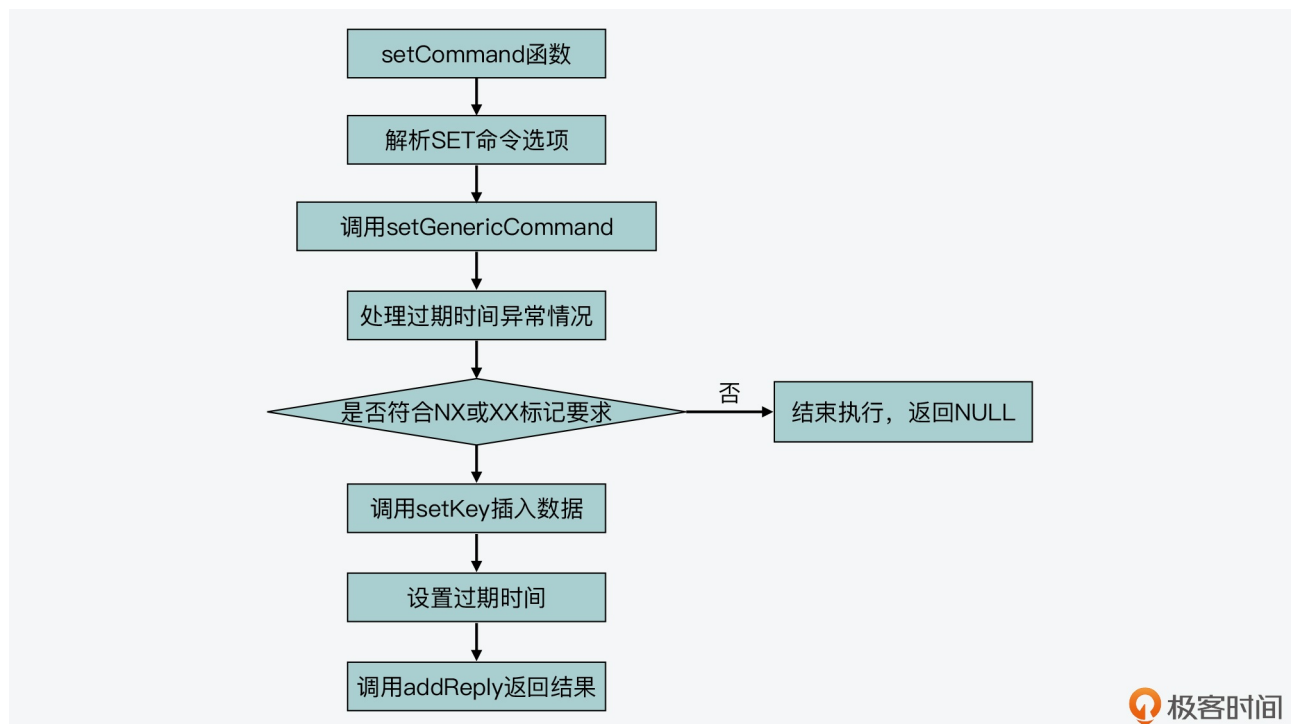 setCommand函数
解析SET命令选项
调用setGenericCommand
处理过期时间异常情况
是否符合NX或XX标记要求
否
结束执行，返回NULL
调用setKey插入数据
设置过期时间
调用addReply返回结果
极客时间